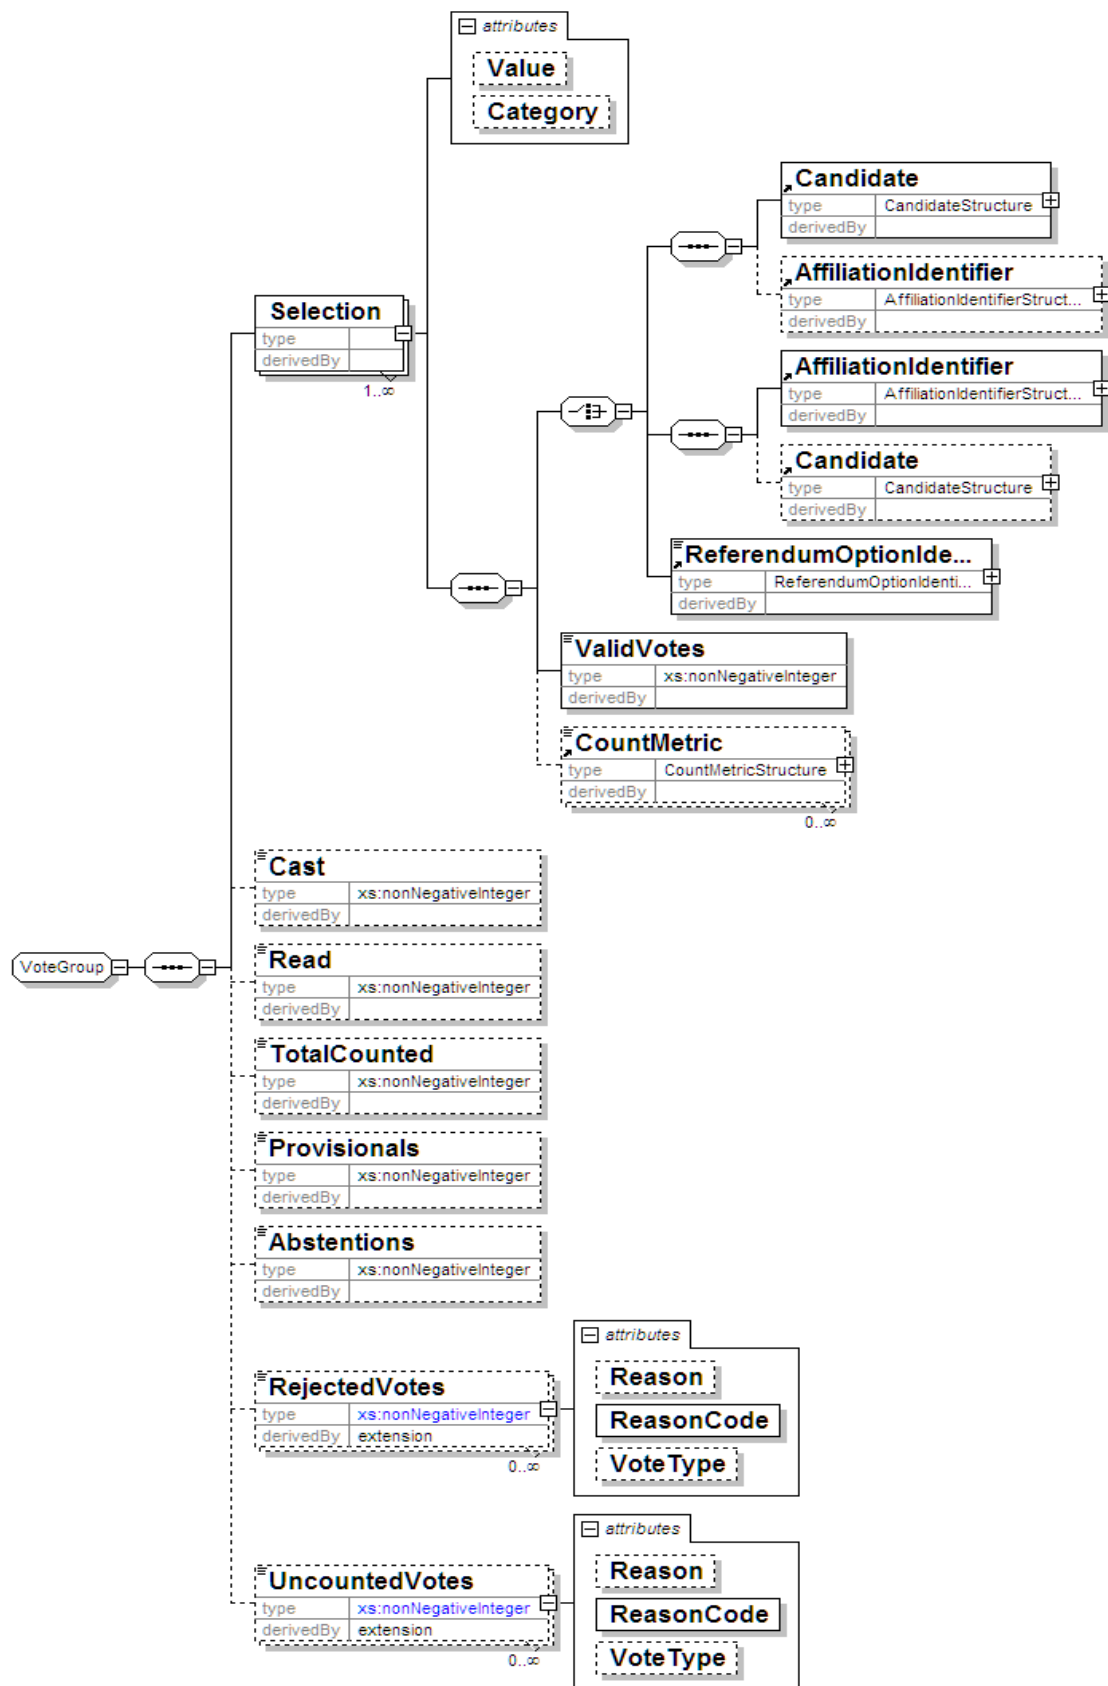 attributes
Value
Category
Candidate
type CandidateStructure
derivedBy
AffiliationIdentifier
type AffiliationIdentifierStruct...
derivedBy
Selection
type
derivedBy
1..∞
AffiliationIdentifier
type AffiliationIdentifierStruct...
derivedBy
Candidate
type CandidateStructure
derivedBy
ReferendumOptionIde...
type ReferendumOptionIdenti...
derivedBy
ValidVotes
type xs:nonNegativeInteger
derivedBy
CountMetric
type CountMetricStructure
derivedBy
0..∞
Cast
type xs:nonNegativeInteger
derivedBy
VoteGroup
Read
type xs:nonNegativeInteger
derivedBy
TotalCounted
type xs:nonNegativeInteger
derivedBy
Provisionals
type xs:nonNegativeInteger
derivedBy
Abstentions
type xs:nonNegativeInteger
derivedBy
RejectedVotes
type xs:nonNegativeInteger
derivedBy extension
0..∞
attributes
Reason
ReasonCode
VoteType
UncountedVotes
type xs:nonNegativeInteger
derivedBy extension
0..∞
attributes
Reason
ReasonCode
VoteType